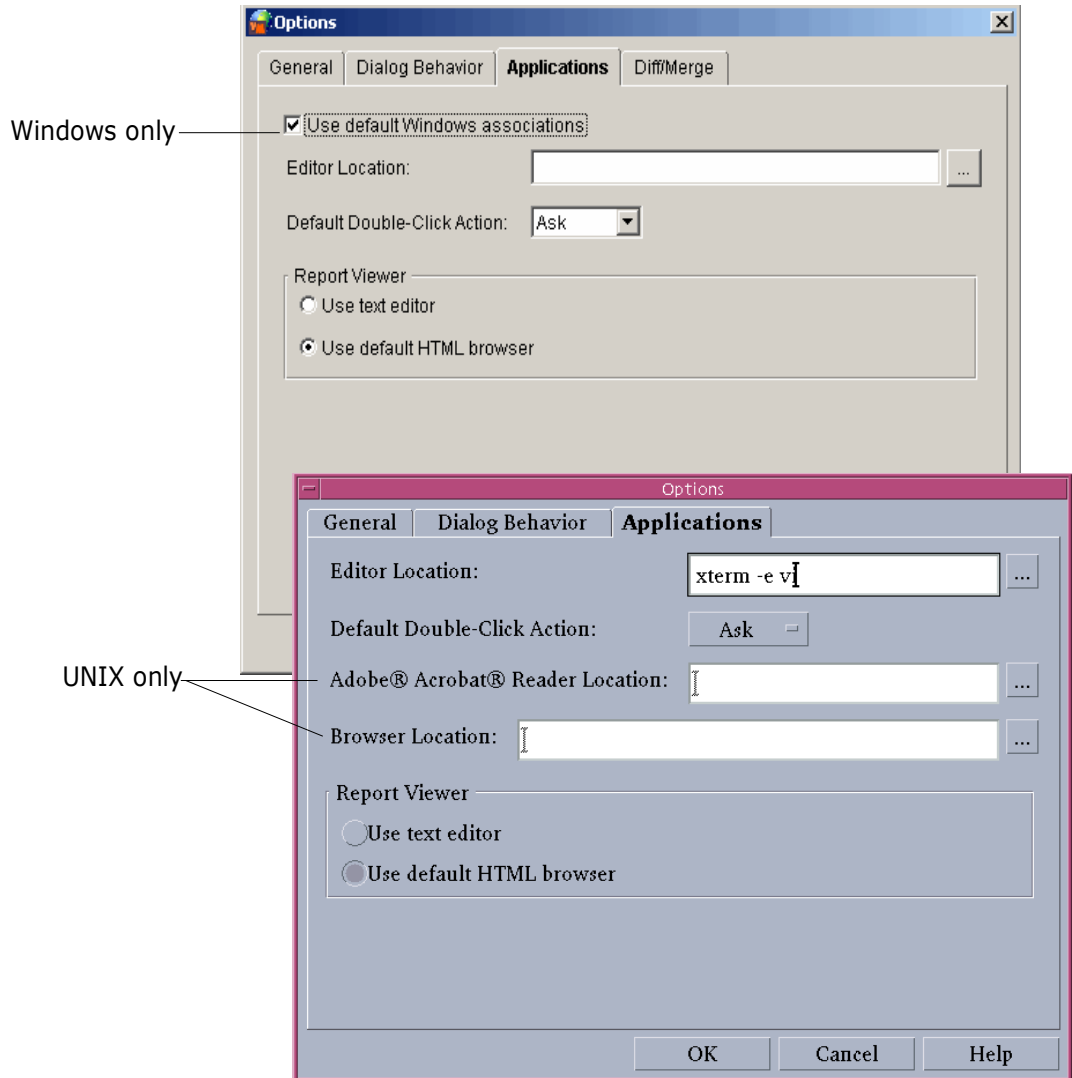 Options
General Dialog Behavior Applications Diff/Merge
Windows only
Use default Windows associations
Editor Location:
...
Default Double-Click Action: Ask
Report Viewer
Use text editor
Use default HTML browser
Options
General Dialog Behavior Applications
Editor Location: xterm -e vi ...
Default Double-Click Action: Ask
UNIX only
Adobe® Acrobat® Reader Location: ...
Browser Location: ...
Report Viewer
Use text editor
Use default HTML browser
OK Cancel Help